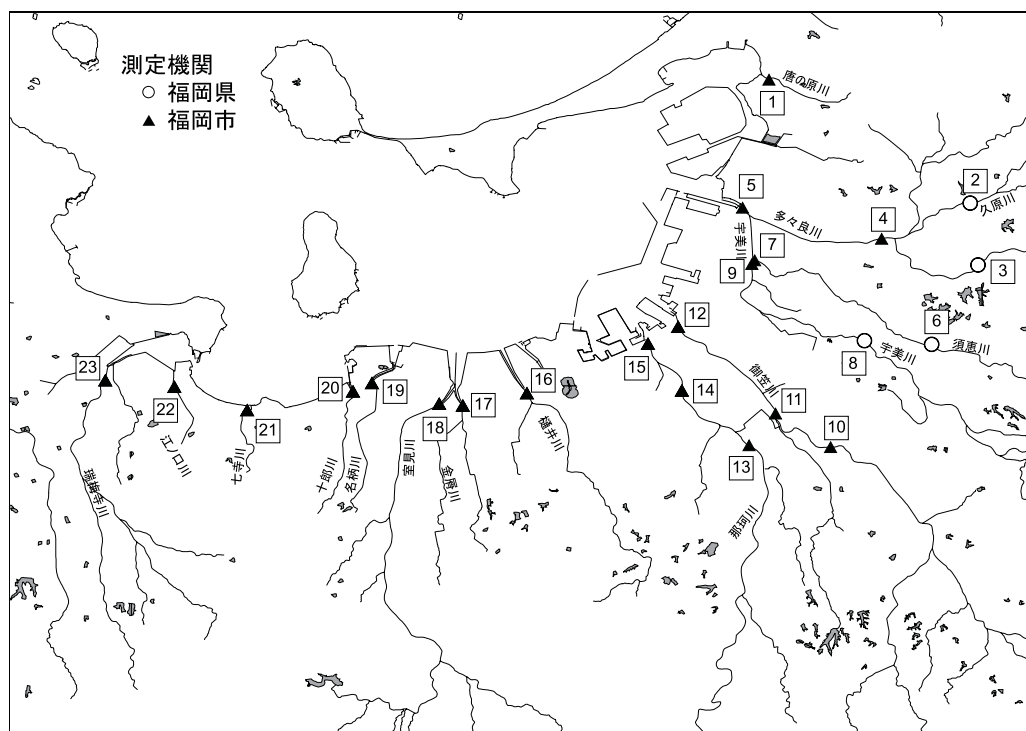 測定機関
○ 福岡県
▲ 福岡市
唐の原川
1
2
久原川
5
4
多々良川
宇美川
7
9
3
6
須恵川
8
宇美川
12
15
御笠川
14
11
10
13
那珂川
23
22
21
20
19
18
17
16
樋井川
江ノ口川
七寺川
十郎川
名柄川
室見川
金屑川
瑞梅寺川